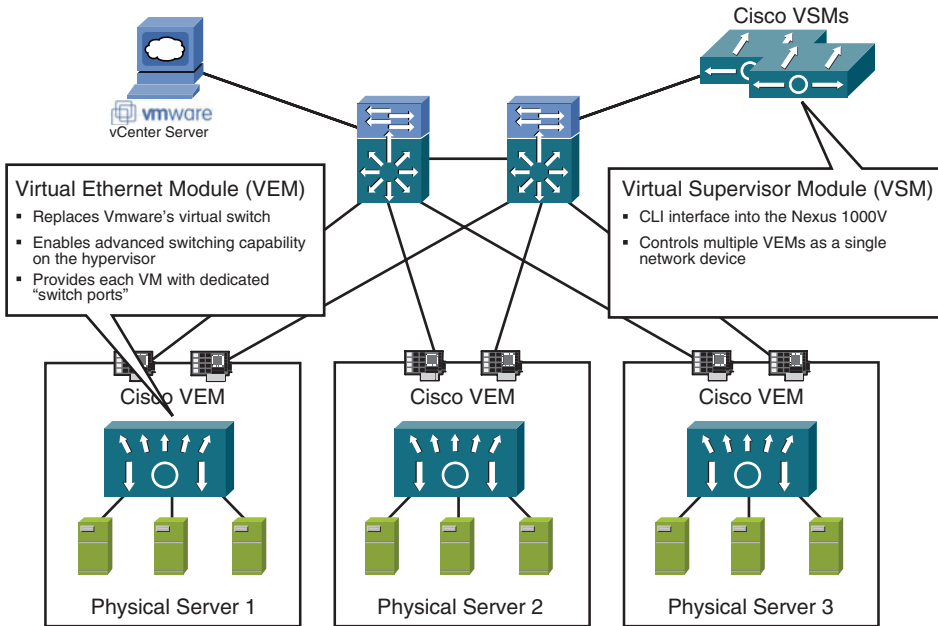 Cisco VSMs
vmware
vCenter Server
Virtual Ethernet Module (VEM)
▪ Replaces Vmware's virtual switch
▪ Enables advanced switching capability
on the hypervisor
▪ Provides each VM with dedicated
“switch ports”
Virtual Supervisor Module (VSM)
▪ CLI interface into the Nexus 1000V
▪ Controls multiple VEMs as a single
network device
Cisco VEM
Cisco VEM
Cisco VEM
Physical Server 1
Physical Server 2
Physical Server 3